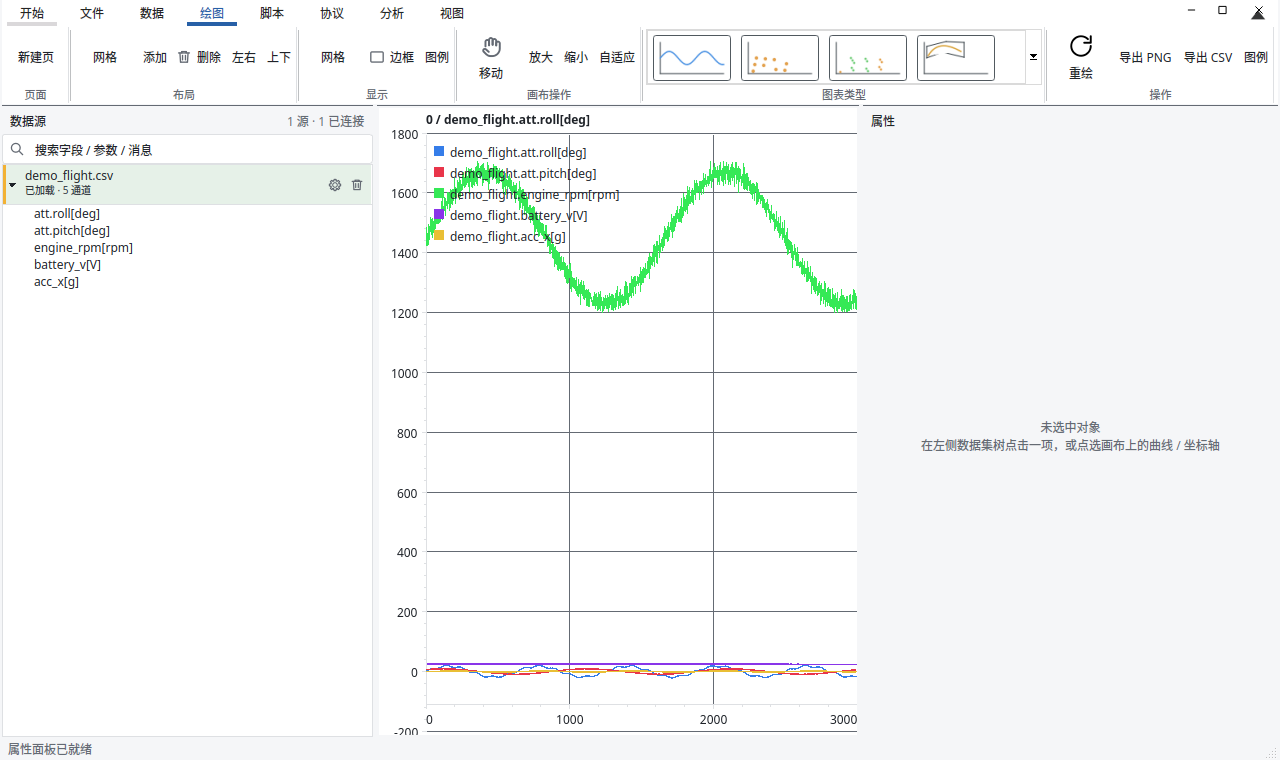 开始 文件 数据 绘图 脚本 协议 分析 视图
新建页 网格 添加 删除 左右 上下 网格 边框 图例 移动 放大 缩小 自适应 重绘 导出 PNG 导出 CSV 图例
页面 布局 显示 画布操作 图表类型 操作
数据源 1 源 · 1 已连接
搜索字段 / 参数 / 消息
demo_flight.csv
已加载 · 5 通道
att.roll[deg]
att.pitch[deg]
engine_rpm[rpm]
battery_v[V]
acc_x[g]
0 / demo_flight.att.roll[deg]
demo_flight.att.roll[deg]
demo_flight.att.pitch[deg]
demo_flight.engine_rpm[rpm]
demo_flight.battery_v[V]
demo_flight.acc_x[g]
1800
1600
1400
1200
1000
800
600
400
200
0
-200
0 1000 2000 3000
属性
未选中对象
在左侧数据集树点击一项，或点选画布上的曲线 / 坐标轴
属性面板已就绪